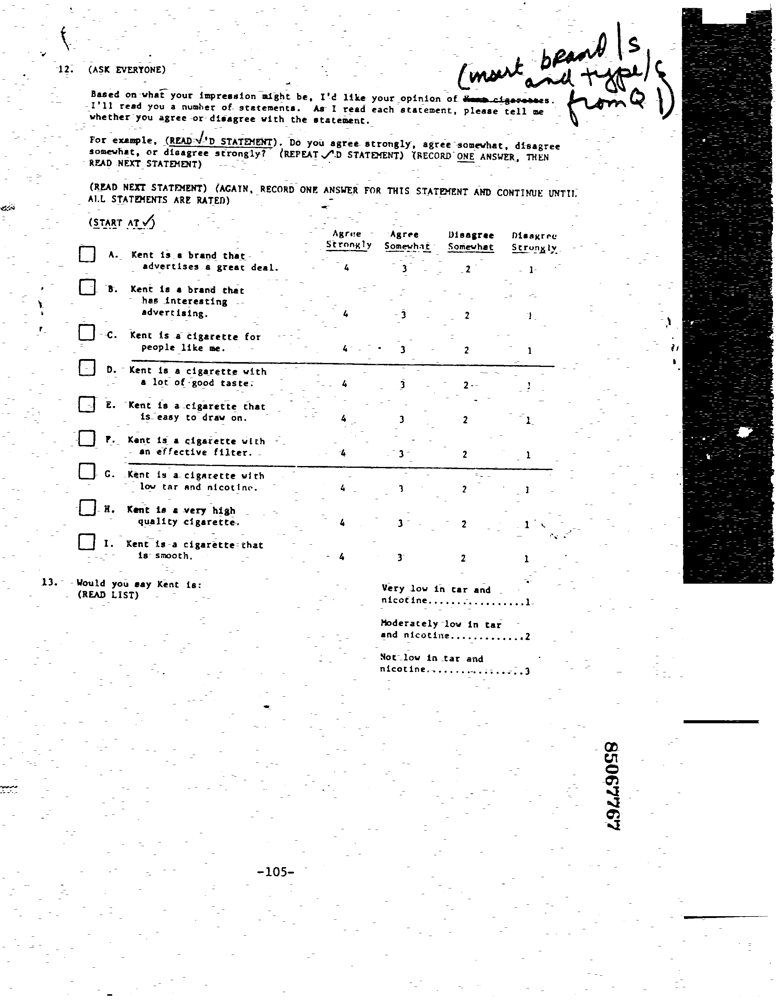 (insert brand/s
and type/s
from Q 1)
12. (ASK EVERYONE)
Based on what your impression might be, I'd like your opinion of Kent cigarettes.
I'll read you a number of statements. As I read each statement, please tell me
whether you agree or disagree with the statement.
For example, (READ ✓'D STATEMENT). Do you agree strongly, agree somewhat, disagree
somewhat, or disagree strongly? (REPEAT ✓'D STATEMENT) (RECORD ONE ANSWER, THEN
READ NEXT STATEMENT)
(READ NEXT STATEMENT) (AGAIN, RECORD ONE ANSWER FOR THIS STATEMENT AND CONTINUE UNTIL
ALL STATEMENTS ARE RATED)
(START AT ✓)
Agree Agree Disagree Disagree
Strongly Somewhat Somewhat Strongly
A. Kent is a brand that
advertises a great deal. 4 3 2 1
B. Kent is a brand that
has interesting
advertising. 4 3 2 1
C. Kent is a cigarette for
people like me. 4 3 2 1
D. Kent is a cigarette with
a lot of good taste. 4 3 2 1
E. Kent is a cigarette that
is easy to draw on. 4 3 2 1
F. Kent is a cigarette with
an effective filter. 4 3 2 1
G. Kent is a cigarette with
low tar and nicotine. 4 3 2 1
H. Kent is a very high
quality cigarette. 4 3 2 1
I. Kent is a cigarette that
is smooth. 4 3 2 1
13. Would you say Kent is:
(READ LIST)
Very low in tar and
nicotine.................1
Moderately low in tar
and nicotine.............2
Not low in tar and
nicotine.................3
85067767
-105-